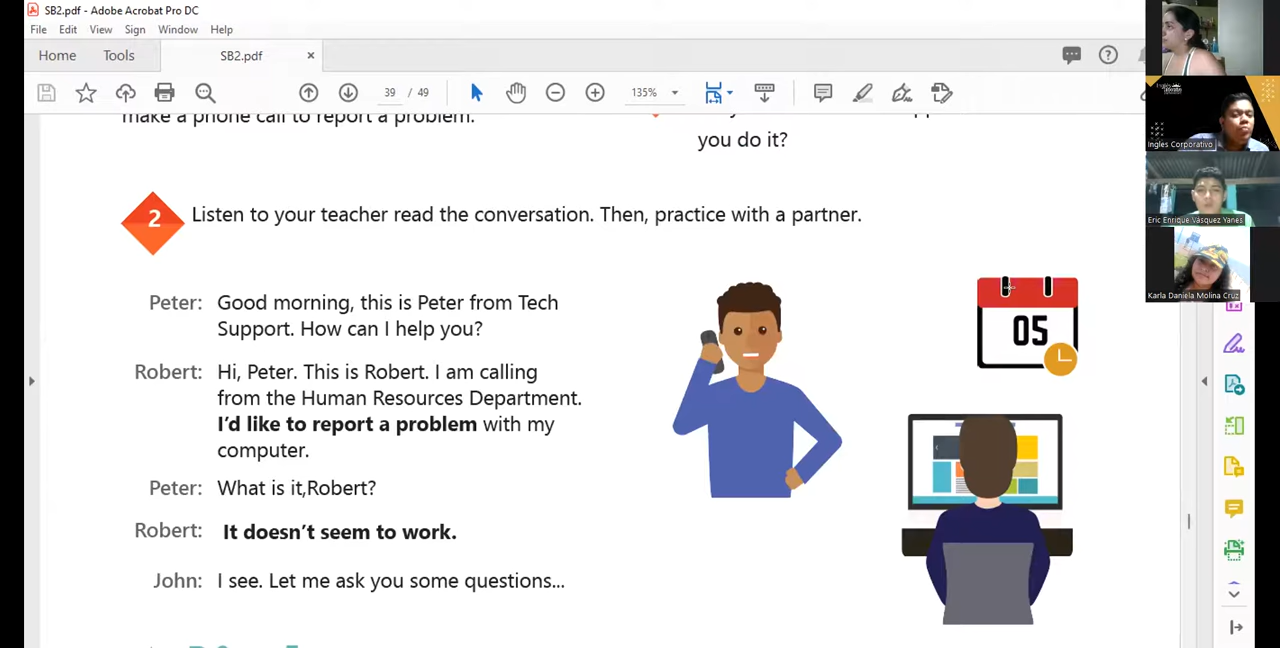 SB2.pdf - Adobe Acrobat Pro DC
File Edit View Sign Window Help
Home Tools SB2.pdf ×
39 / 49 135%
make a phone call to report a problem.
you do it?
2 Listen to your teacher read the conversation. Then, practice with a partner.
Peter: Good morning, this is Peter from Tech
Support. How can I help you?
Robert: Hi, Peter. This is Robert. I am calling
from the Human Resources Department.
I'd like to report a problem with my
computer.
Peter: What is it,Robert?
Robert: It doesn't seem to work.
John: I see. Let me ask you some questions...
05
Ingles Corporativo
Eric Enrique Vásquez Yanes
Karla Daniela Molina Cruz